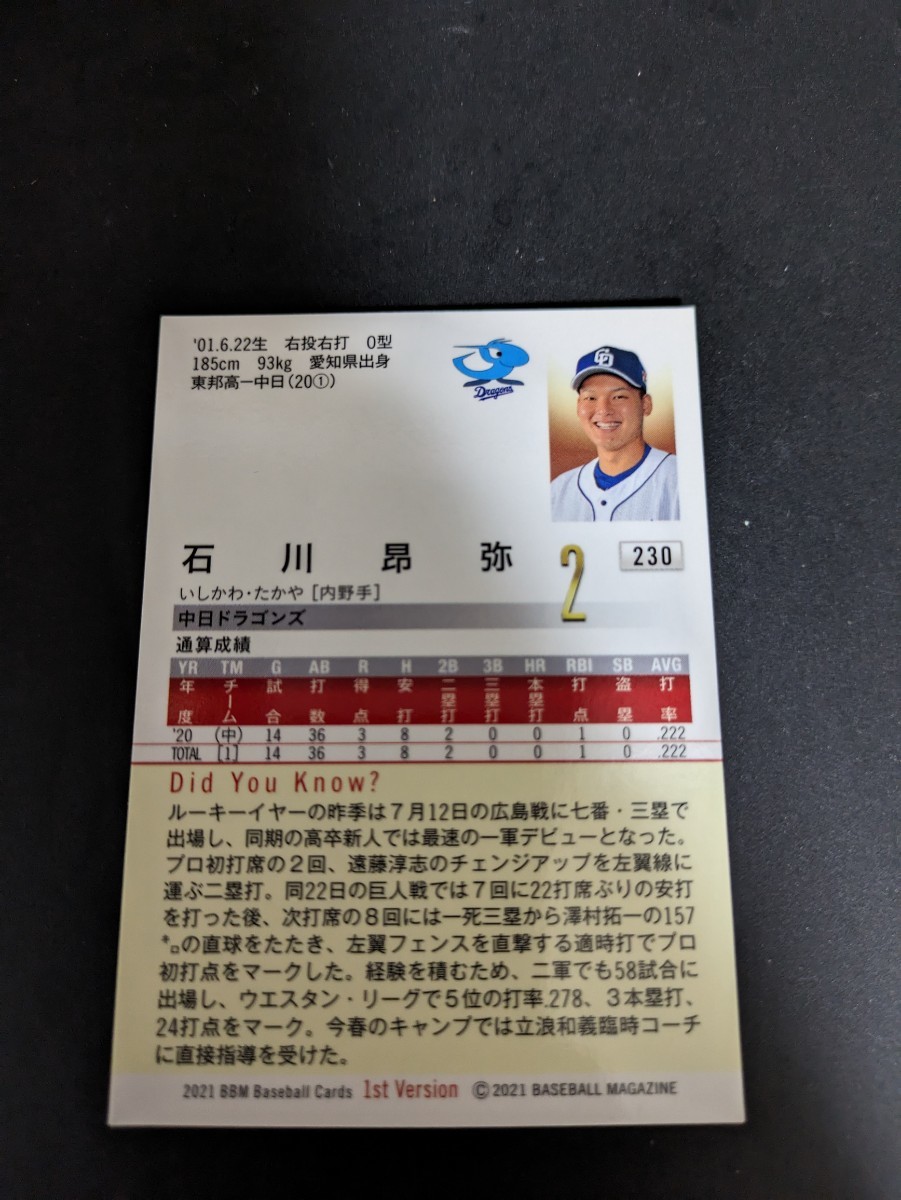 '01.6.22生 右投右打 O型
185cm 93kg 愛知県出身
東邦高ー中日(20①)
Dragons
CD
石川昂弥 2 230
いしかわ・たかや [内野手]
中日ドラゴンズ
通算成績
YR TM G AB R H 2B 3B HR RBI SB AVG
年度 チーム 試合 打数 得点 安打 二塁打 三塁打 本塁打 打点 盗塁 打率
'20 (中) 14 36 3 8 2 0 0 1 0 .222
TOTAL [1] 14 36 3 8 2 0 0 1 0 .222
Did You Know?
ルーキーイヤーの昨季は7月12日の広島戦に七番・三塁で
出場し、同期の高卒新人では最速の一軍デビューとなった。
プロ初打席の2回、遠藤淳志のチェンジアップを左翼線に
運ぶ二塁打。同22日の巨人戦では7回に22打席ぶりの安打
を打った後、次打席の8回には一死三塁から澤村拓一の157
㌔の直球をたたき、左翼フェンスを直撃する適時打でプロ
初打点をマークした。経験を積むため、二軍でも58試合に
出場し、ウエスタン・リーグで5位の打率.278、3本塁打、
24打点をマーク。今春のキャンプでは立浪和義臨時コーチ
に直接指導を受けた。
2021 BBM Baseball Cards 1st Version ©2021 BASEBALL MAGAZINE